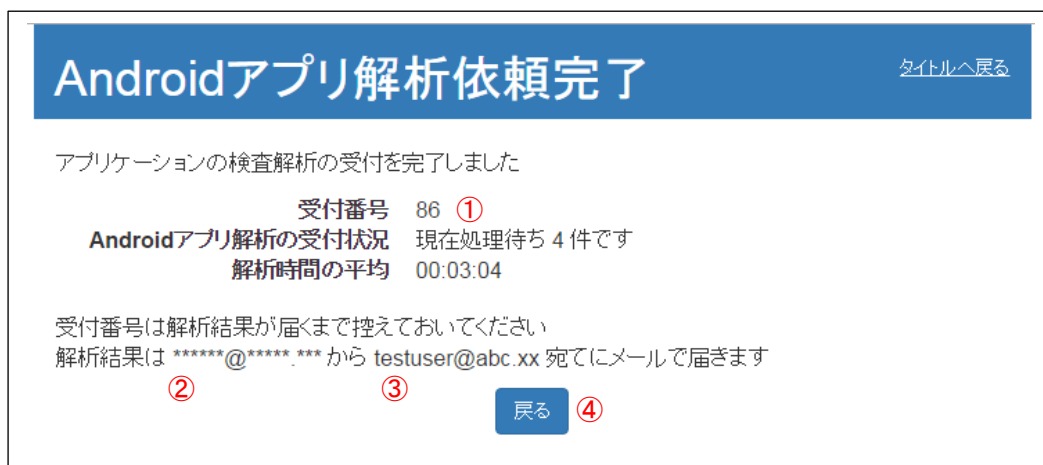 Androidアプリ解析依頼完了 タイトルへ戻る
アプリケーションの検査解析の受付を完了しました
受付番号 86 ①
Androidアプリ解析の受付状況 現在処理待ち 4 件です
解析時間の平均 00:03:04
受付番号は解析結果が届くまで控えておいてください
解析結果は ******@*****.*** から testuser@abc.xx 宛てにメールで届きます
② ③
戻る ④